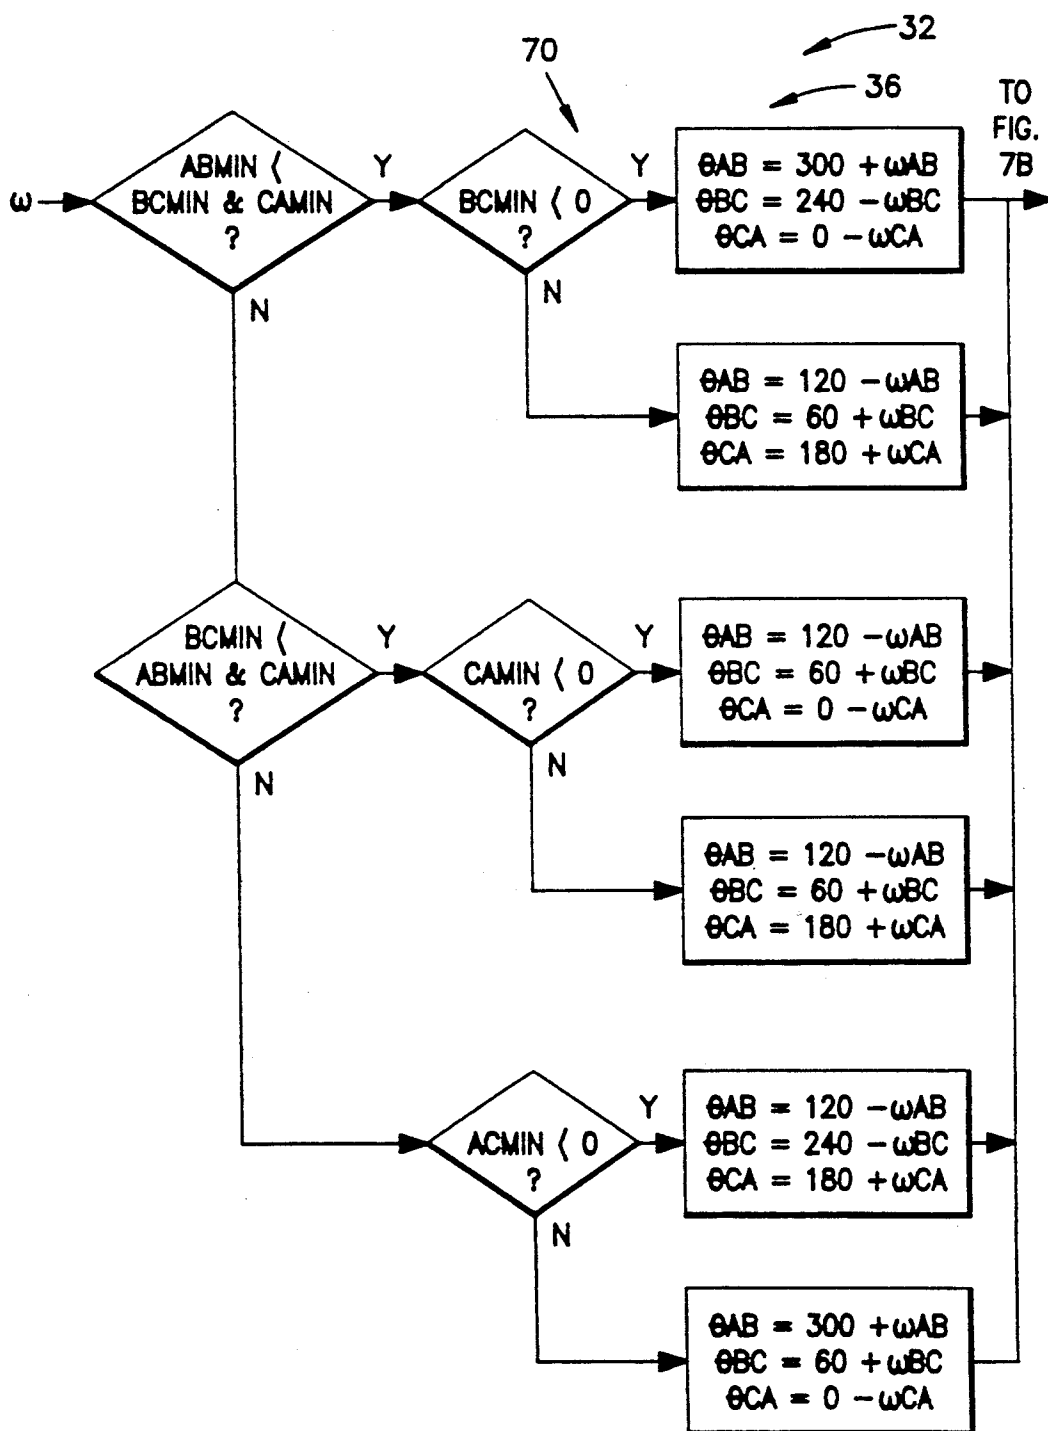 32
70
36
TO
FIG.
7B
ω
ABMIN ⟨
BCMIN & CAMIN
?
Y
N
BCMIN ⟨ 0
?
Y
N
θAB = 300 + ωAB
θBC = 240 - ωBC
θCA = 0 - ωCA
θAB = 120 - ωAB
θBC = 60 + ωBC
θCA = 180 + ωCA
BCMIN ⟨
ABMIN & CAMIN
?
Y
N
CAMIN ⟨ 0
?
Y
N
θAB = 120 - ωAB
θBC = 60 + ωBC
θCA = 0 - ωCA
θAB = 120 - ωAB
θBC = 60 + ωBC
θCA = 180 + ωCA
ACMIN ⟨ 0
?
Y
N
θAB = 120 - ωAB
θBC = 240 - ωBC
θCA = 180 + ωCA
θAB = 300 + ωAB
θBC = 60 + ωBC
θCA = 0 - ωCA